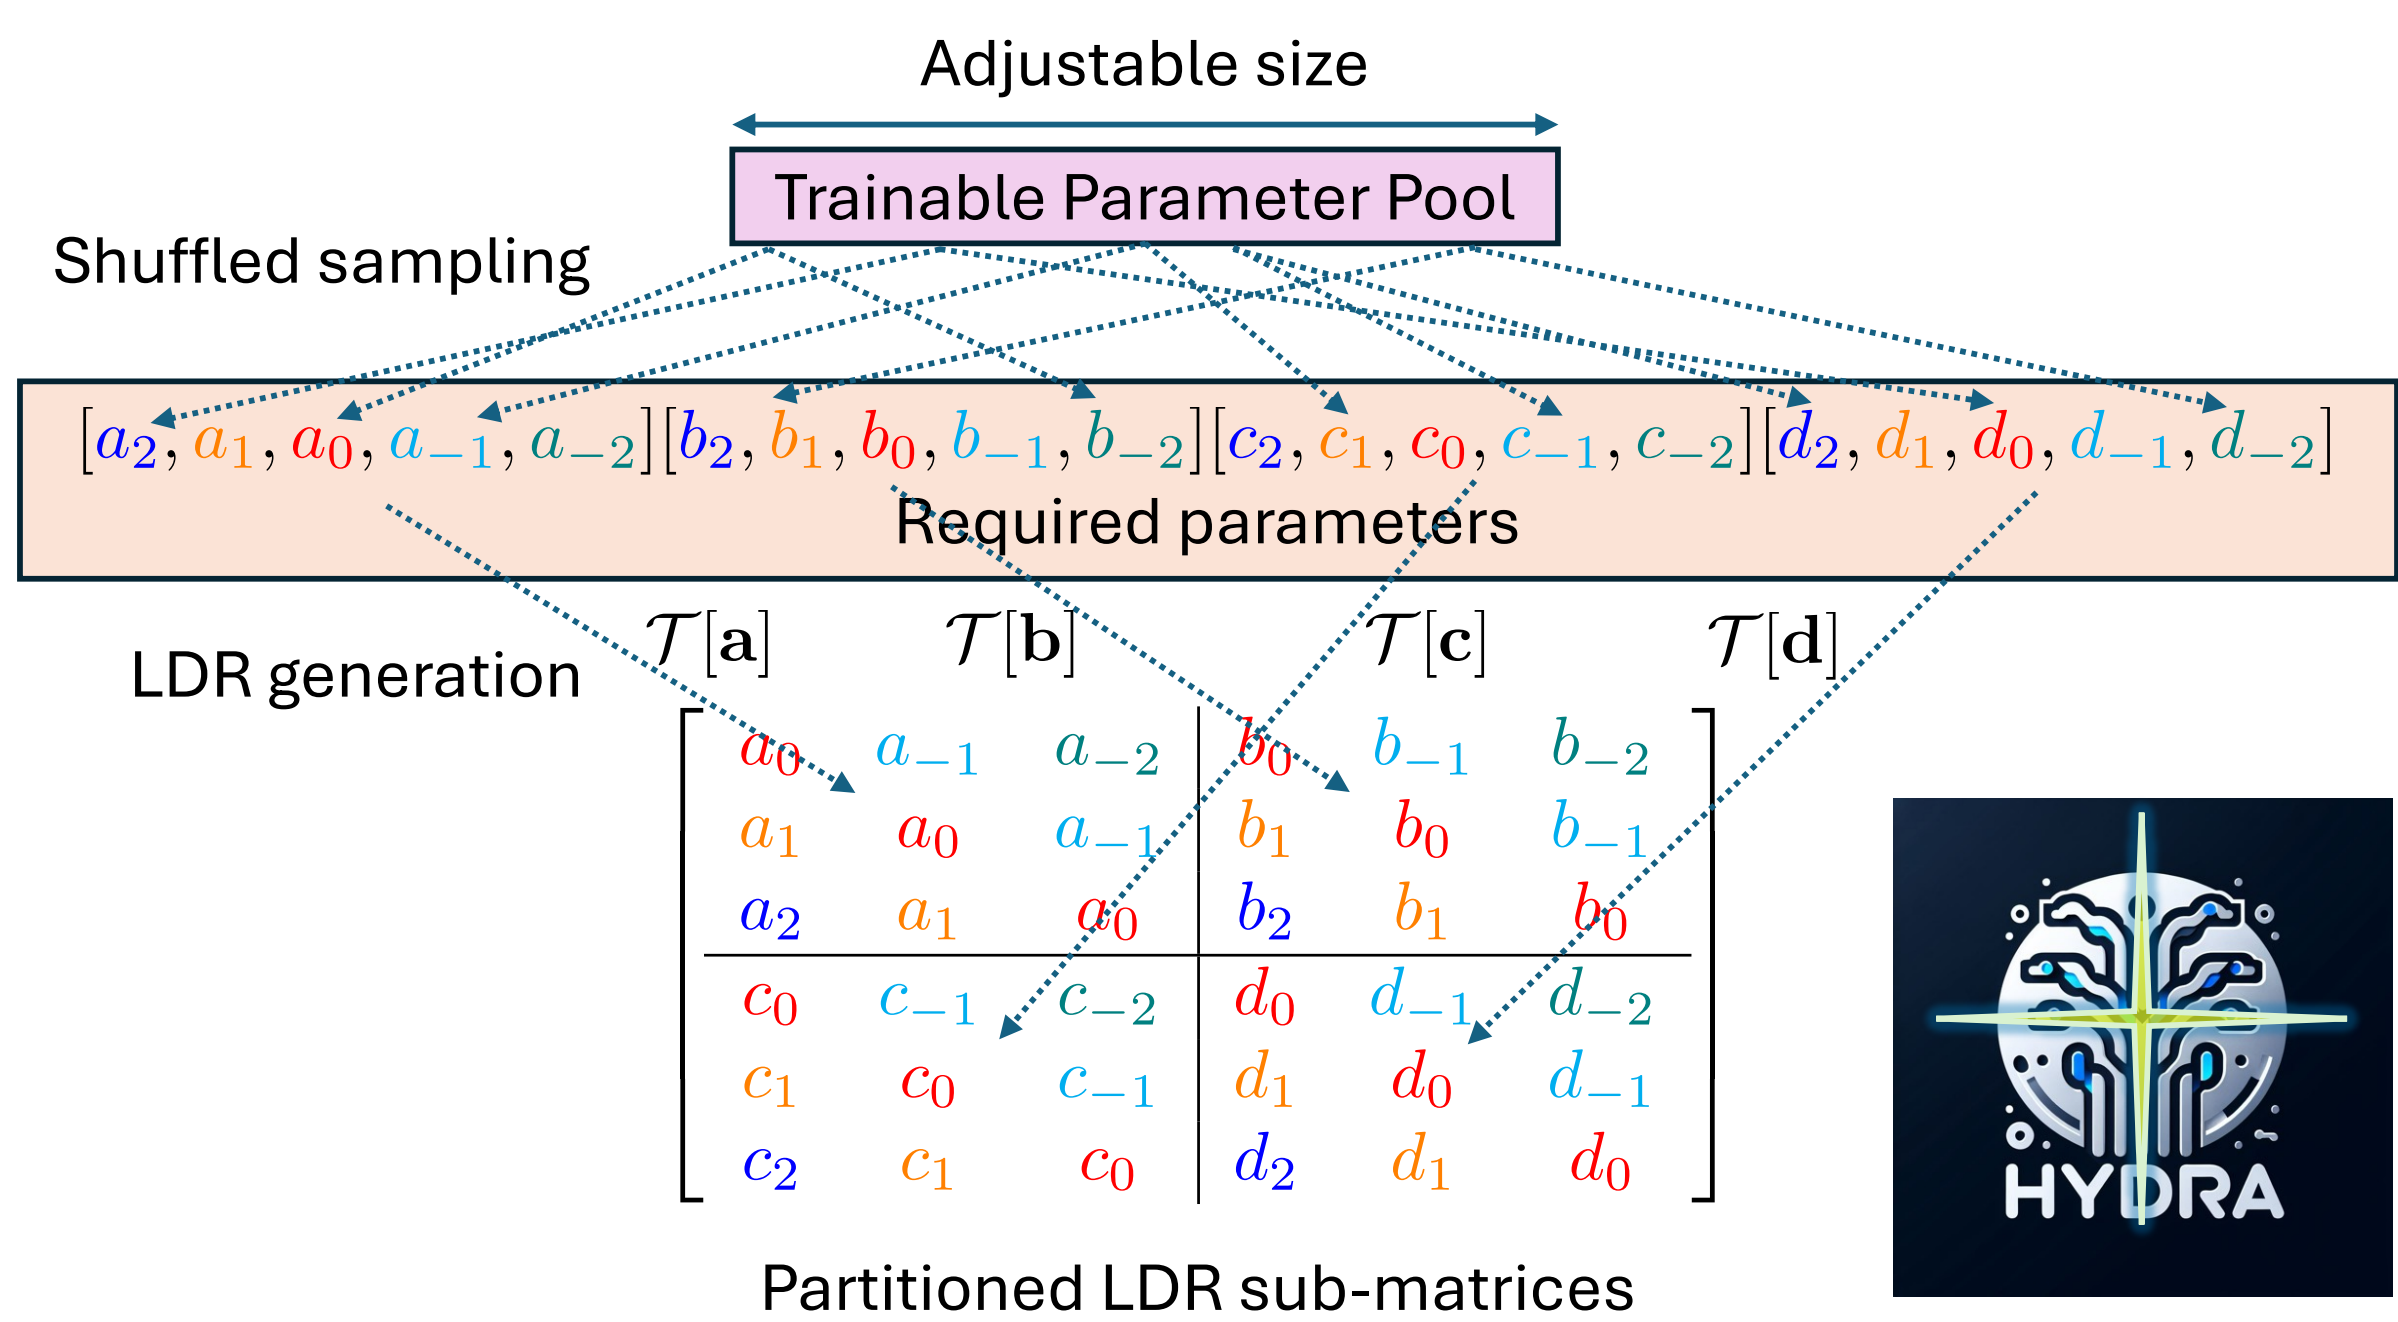 Adjustable size
Trainable Parameter Pool
Shuffled sampling
[a₂, a₁, a₀, a₋₁, a₋₂][b₂, b₁, b₀, b₋₁, b₋₂][c₂, c₁, c₀, c₋₁, c₋₂][d₂, d₁, d₀, d₋₁, d₋₂]
Required parameters
𝒯[𝐚] 𝒯[𝐛] 𝒯[𝐜] 𝒯[𝐝]
LDR generation
a₀ a₋₁ a₋₂ b₀ b₋₁ b₋₂
a₁ a₀ a₋₁ b₁ b₀ b₋₁
a₂ a₁ a₀ b₂ b₁ b₀
c₀ c₋₁ c₋₂ d₀ d₋₁ d₋₂
c₁ c₀ c₋₁ d₁ d₀ d₋₁
c₂ c₁ c₀ d₂ d₁ d₀
HYDRA
Partitioned LDR sub-matrices